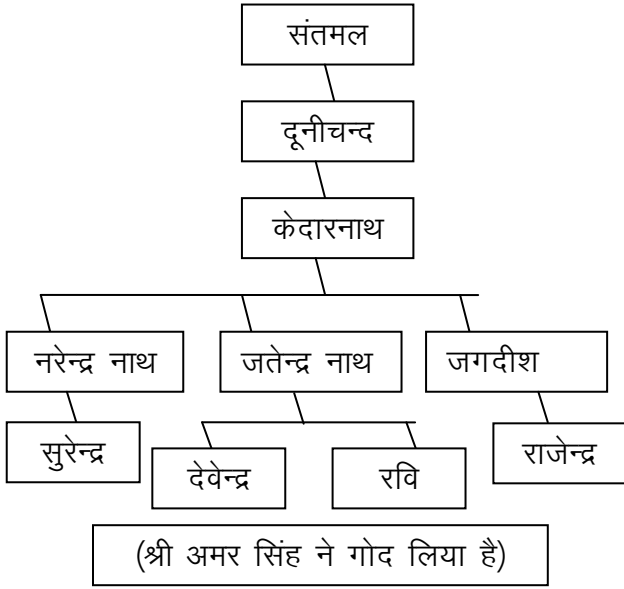 संतमल
दूनीचन्द
केदारनाथ
नरेन्द्र नाथ
जतेन्द्र नाथ
जगदीश
सुरेन्द्र
देवेन्द्र
रवि
राजेन्द्र
(श्री अमर सिंह ने गोद लिया है)